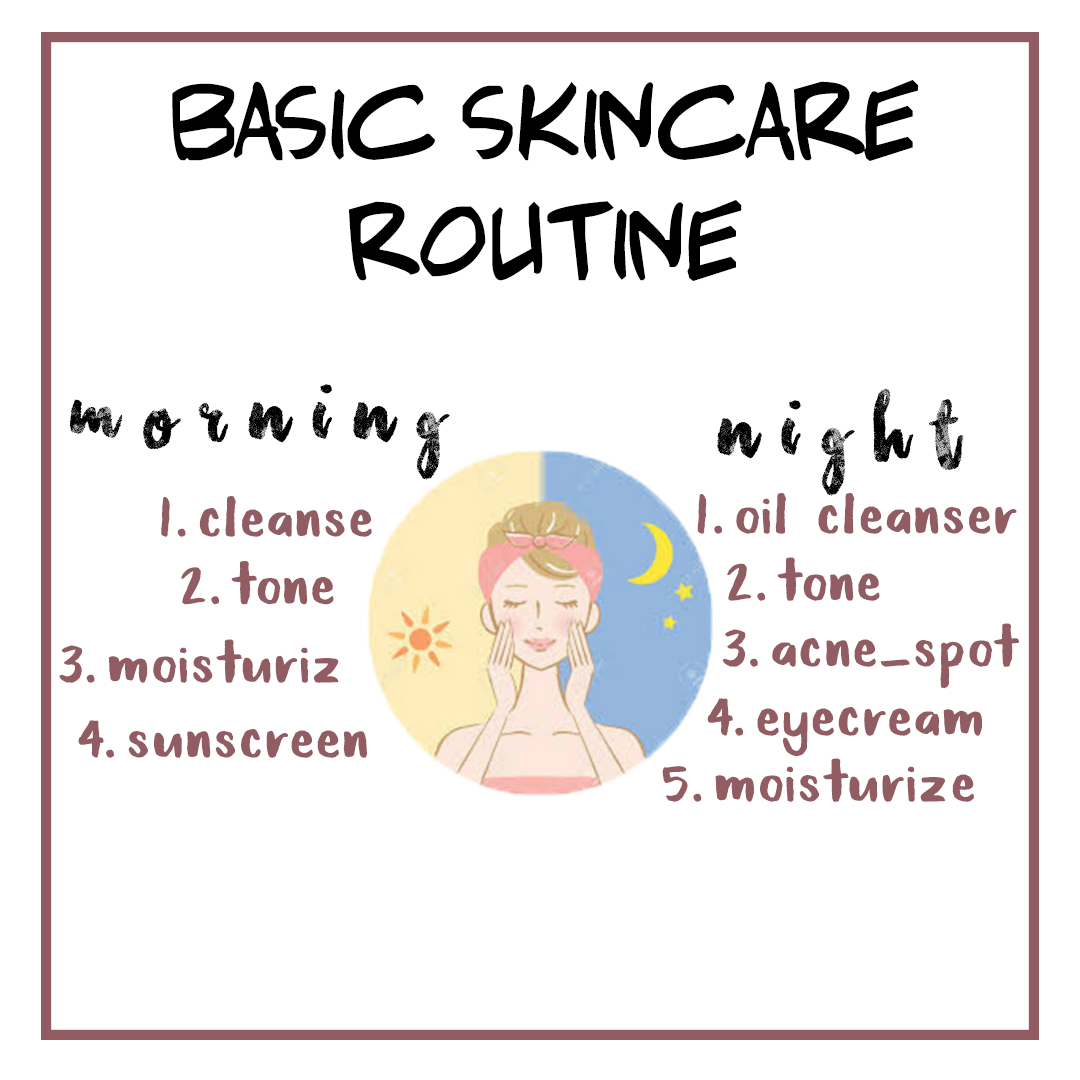 BASIC SKINCARE
ROUTINE
morning
1. cleanse
2. tone
3. moisturiz
4. sunscreen
night
1. oil cleanser
2. tone
3. acne_spot
4. eyecream
5. moisturize